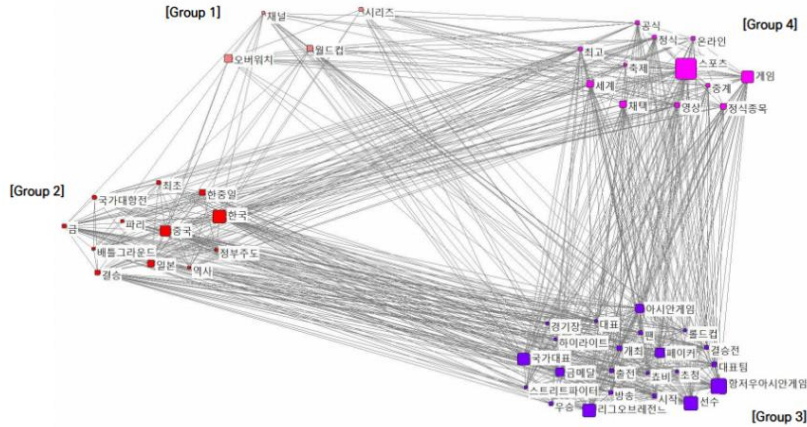 [Group 1]
채널
시리즈
오버워치
월드컵
[Group 4]
공식
정식
온라인
최고
축제
스포츠
게임
세계
중계
채택
영상
정식종목
[Group 2]
최초
국가대항전
한중일
금
파리
한국
중국
배틀그라운드
정부주도
일본
역사
결승
아시안게임
경기장
대표
팬
롤드컵
하이라이트
개최
페이커
결승전
국가대표
금메달
출전
쵸비
초청
대표팀
항저우아시안게임
스트리트파이터
방송
시작
우승
리그오브레전드
선수
[Group 3]